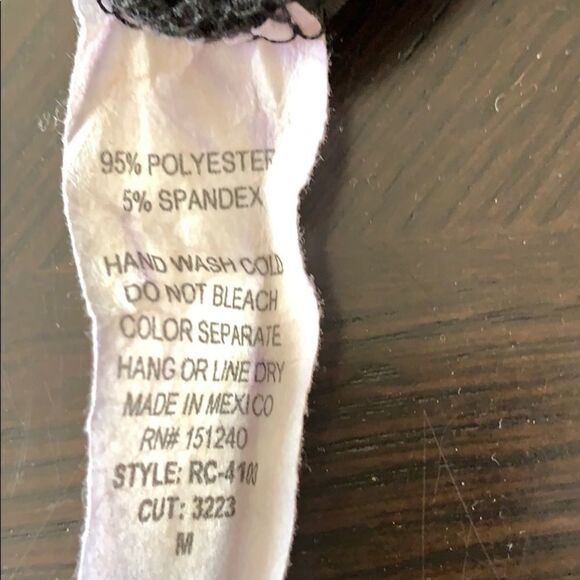 95% POLYESTER
5% SPANDEX
HAND WASH COLD
DO NOT BLEACH
COLOR SEPARATE
HANG OR LINE DRY
MADE IN MEXICO
RN# 151240
STYLE: RC-4100
CUT: 3223
M